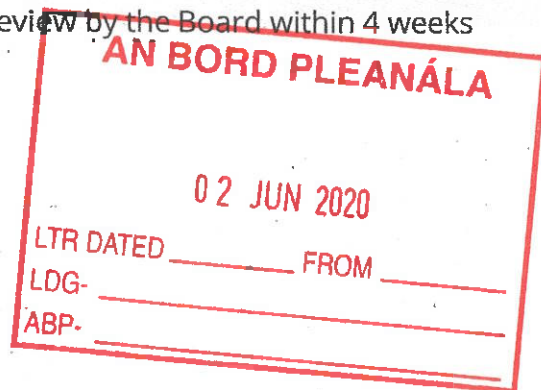 eview by the Board within 4 weeks
AN BORD PLEANÁLA
02 JUN 2020
LTR DATED FROM
LDG-
ABP-